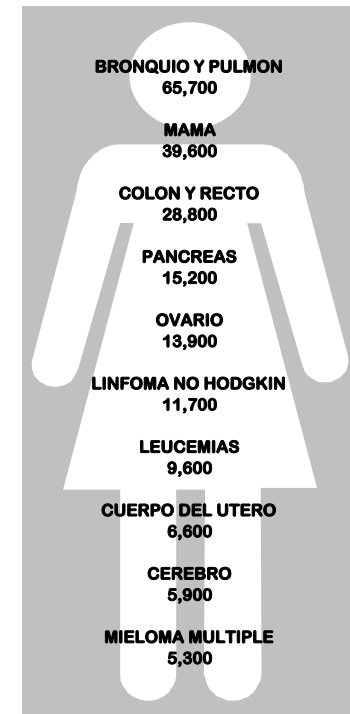 BRONQUIO Y PULMON
65,700
MAMA
39,600
COLON Y RECTO
28,800
PANCREAS
15,200
OVARIO
13,900
LINFOMA NO HODGKIN
11,700
LEUCEMIAS
9,600
CUERPO DEL UTERO
6,600
CEREBRO
5,900
MIELOMA MULTIPLE
5,300